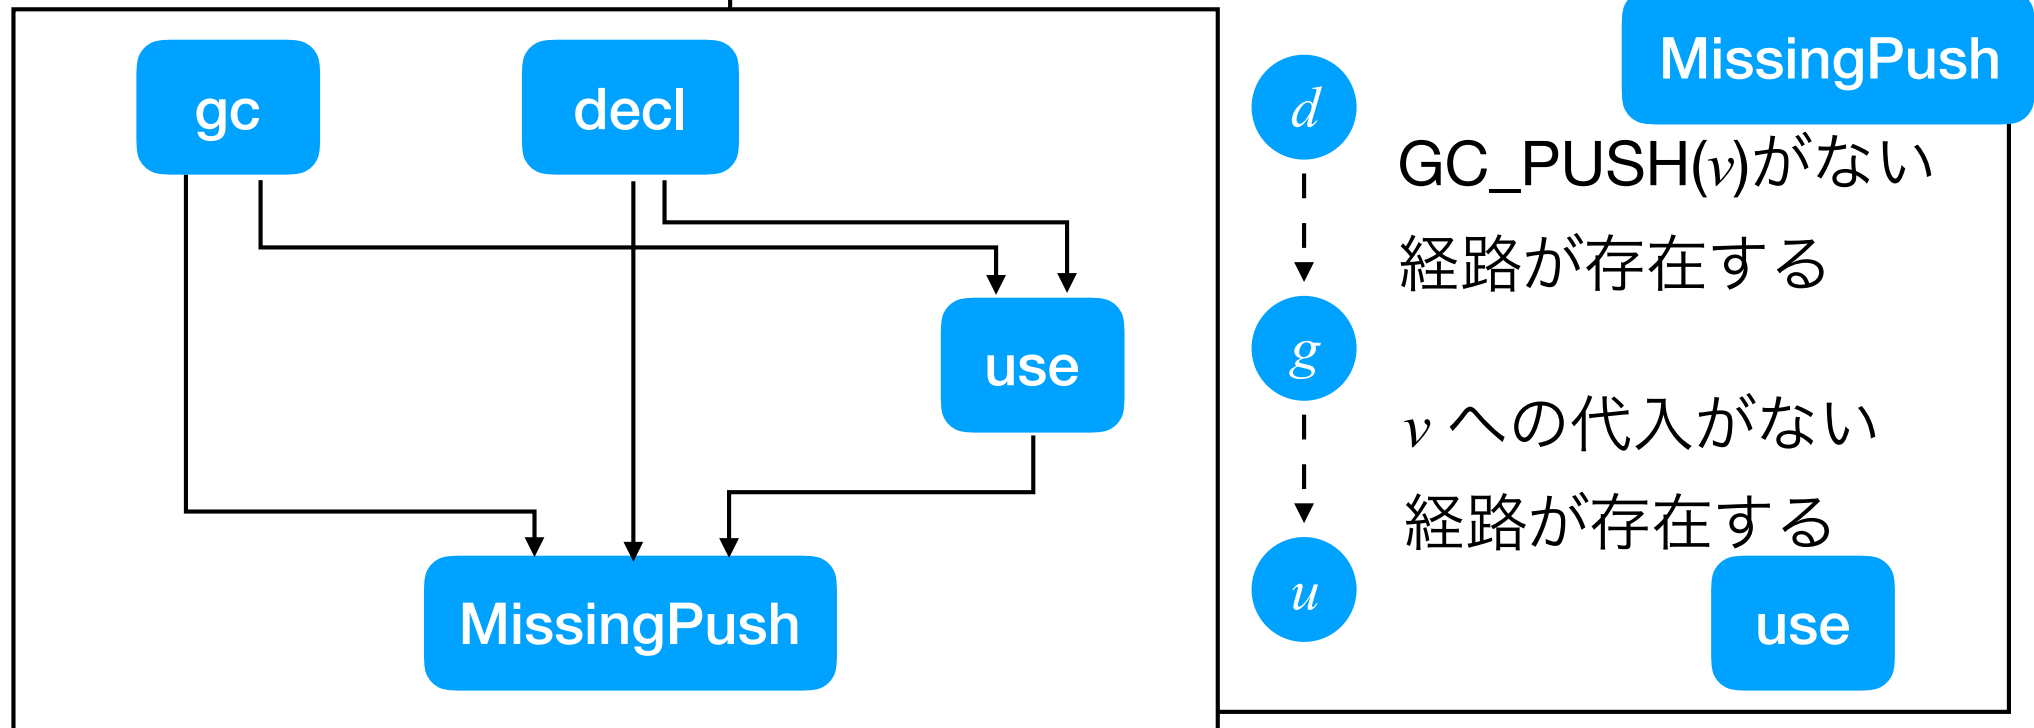 gc
decl
use
MissingPush
MissingPush
d
GC_PUSH(v)がない
経路が存在する
g
v への代入がない
経路が存在する
u
use